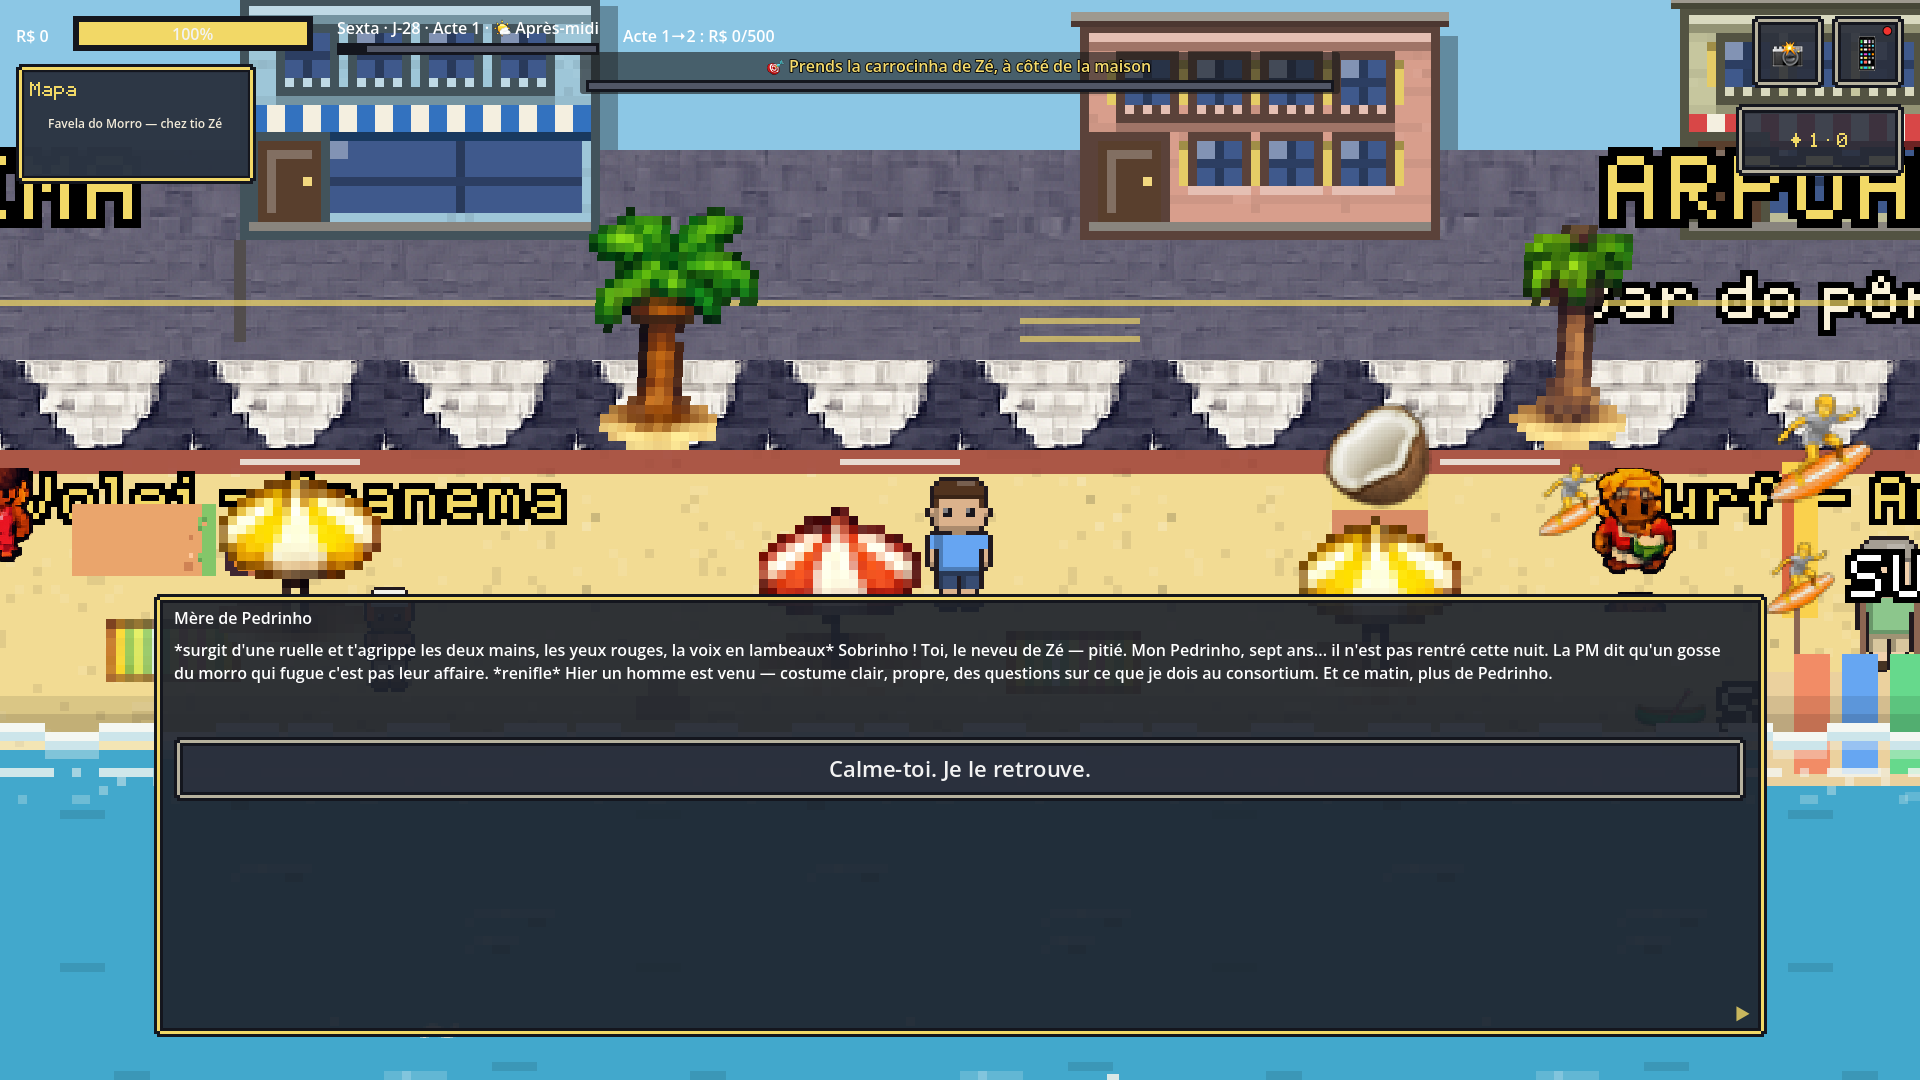 R$ 0
100%
Sexta · J-28 · Acte 1 · Après-midi
Acte 1→2 : R$ 0/500
Prends la carrocinha de Zé, à côté de la maison
Mapa
Favela do Morro — chez tio Zé
1 · 0
do
Mère de Pedrinho
*surgit d'une ruelle et t'agrippe les deux mains, les yeux rouges, la voix en lambeaux* Sobrinho ! Toi, le neveu de Zé — pitié. Mon Pedrinho, sept ans... il n'est pas rentré cette nuit. La PM dit qu'un gosse
du morro qui fugue c'est pas leur affaire. *renifle* Hier un homme est venu — costume clair, propre, des questions sur ce que je dois au consortium. Et ce matin, plus de Pedrinho.
Calme-toi. Je le retrouve.